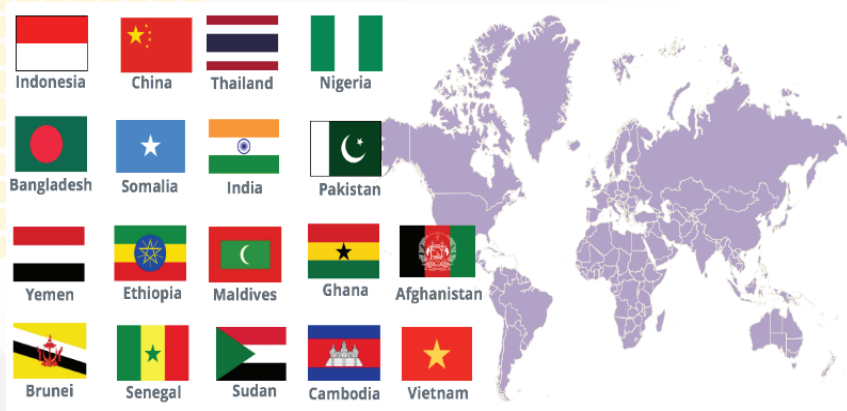 Indonesia China Thailand Nigeria
Bangladesh Somalia India Pakistan
Yemen Ethiopia Maldives Ghana Afghanistan
Brunei Senegal Sudan Cambodia Vietnam